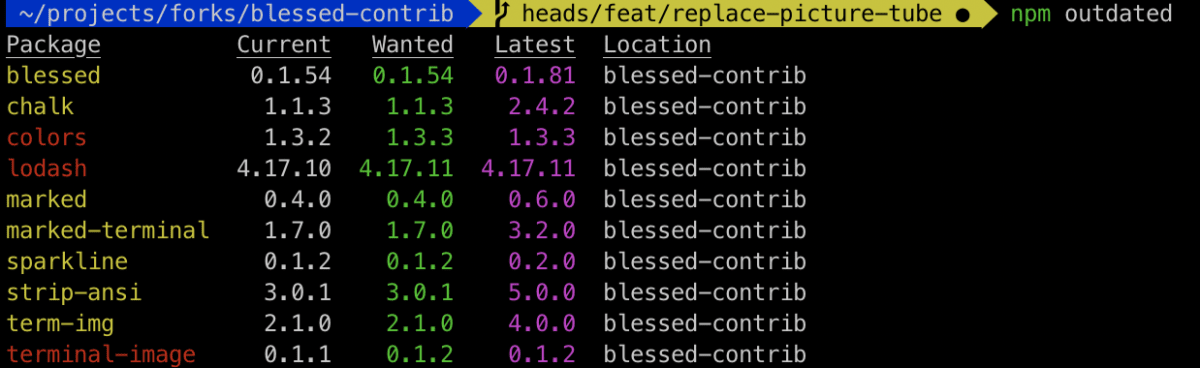 ~/projects/forks/blessed-contrib heads/feat/replace-picture-tube ● npm outdated
Package Current Wanted Latest Location
blessed 0.1.54 0.1.54 0.1.81 blessed-contrib
chalk 1.1.3 1.1.3 2.4.2 blessed-contrib
colors 1.3.2 1.3.3 1.3.3 blessed-contrib
lodash 4.17.10 4.17.11 4.17.11 blessed-contrib
marked 0.4.0 0.4.0 0.6.0 blessed-contrib
marked-terminal 1.7.0 1.7.0 3.2.0 blessed-contrib
sparkline 0.1.2 0.1.2 0.2.0 blessed-contrib
strip-ansi 3.0.1 3.0.1 5.0.0 blessed-contrib
term-img 2.1.0 2.1.0 4.0.0 blessed-contrib
terminal-image 0.1.1 0.1.2 0.1.2 blessed-contrib